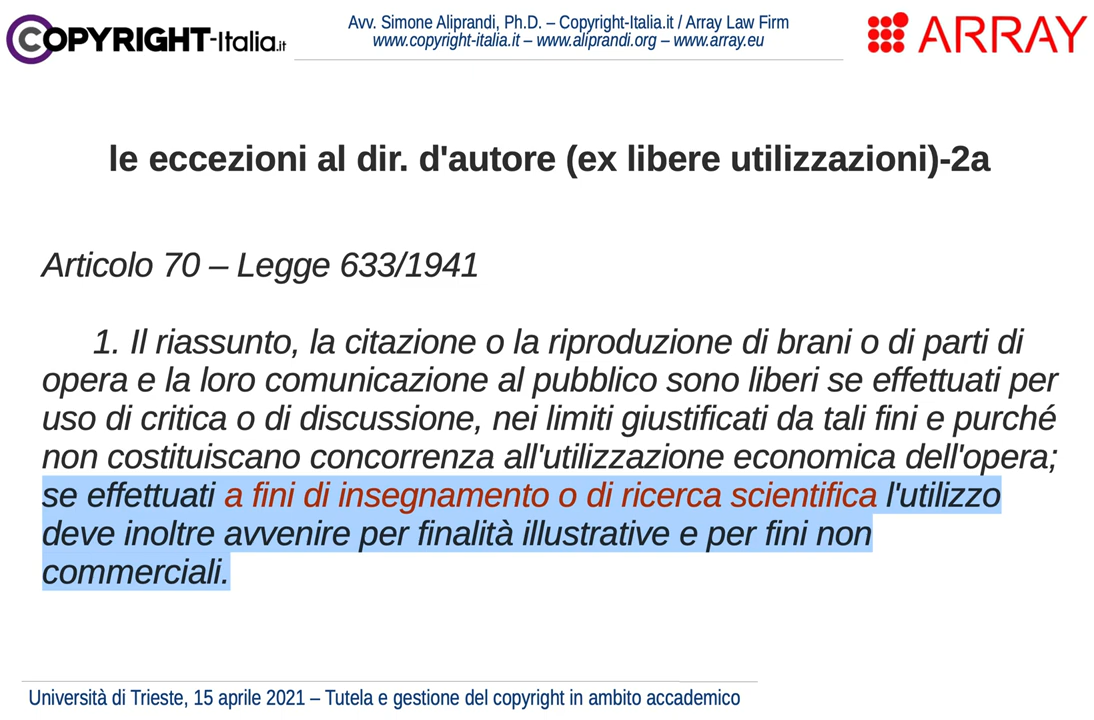 COPYRIGHT-Italia.it
Avv. Simone Aliprandi, Ph.D. – Copyright-Italia.it / Array Law Firm
www.copyright-italia.it – www.aliprandi.org – www.array.eu
ARRAY
le eccezioni al dir. d'autore (ex libere utilizzazioni)-2a
Articolo 70 – Legge 633/1941
1. Il riassunto, la citazione o la riproduzione di brani o di parti di
opera e la loro comunicazione al pubblico sono liberi se effettuati per
uso di critica o di discussione, nei limiti giustificati da tali fini e purché
non costituiscano concorrenza all'utilizzazione economica dell'opera;
se effettuati a fini di insegnamento o di ricerca scientifica l'utilizzo
deve inoltre avvenire per finalità illustrative e per fini non
commerciali.
Università di Trieste, 15 aprile 2021 – Tutela e gestione del copyright in ambito accademico